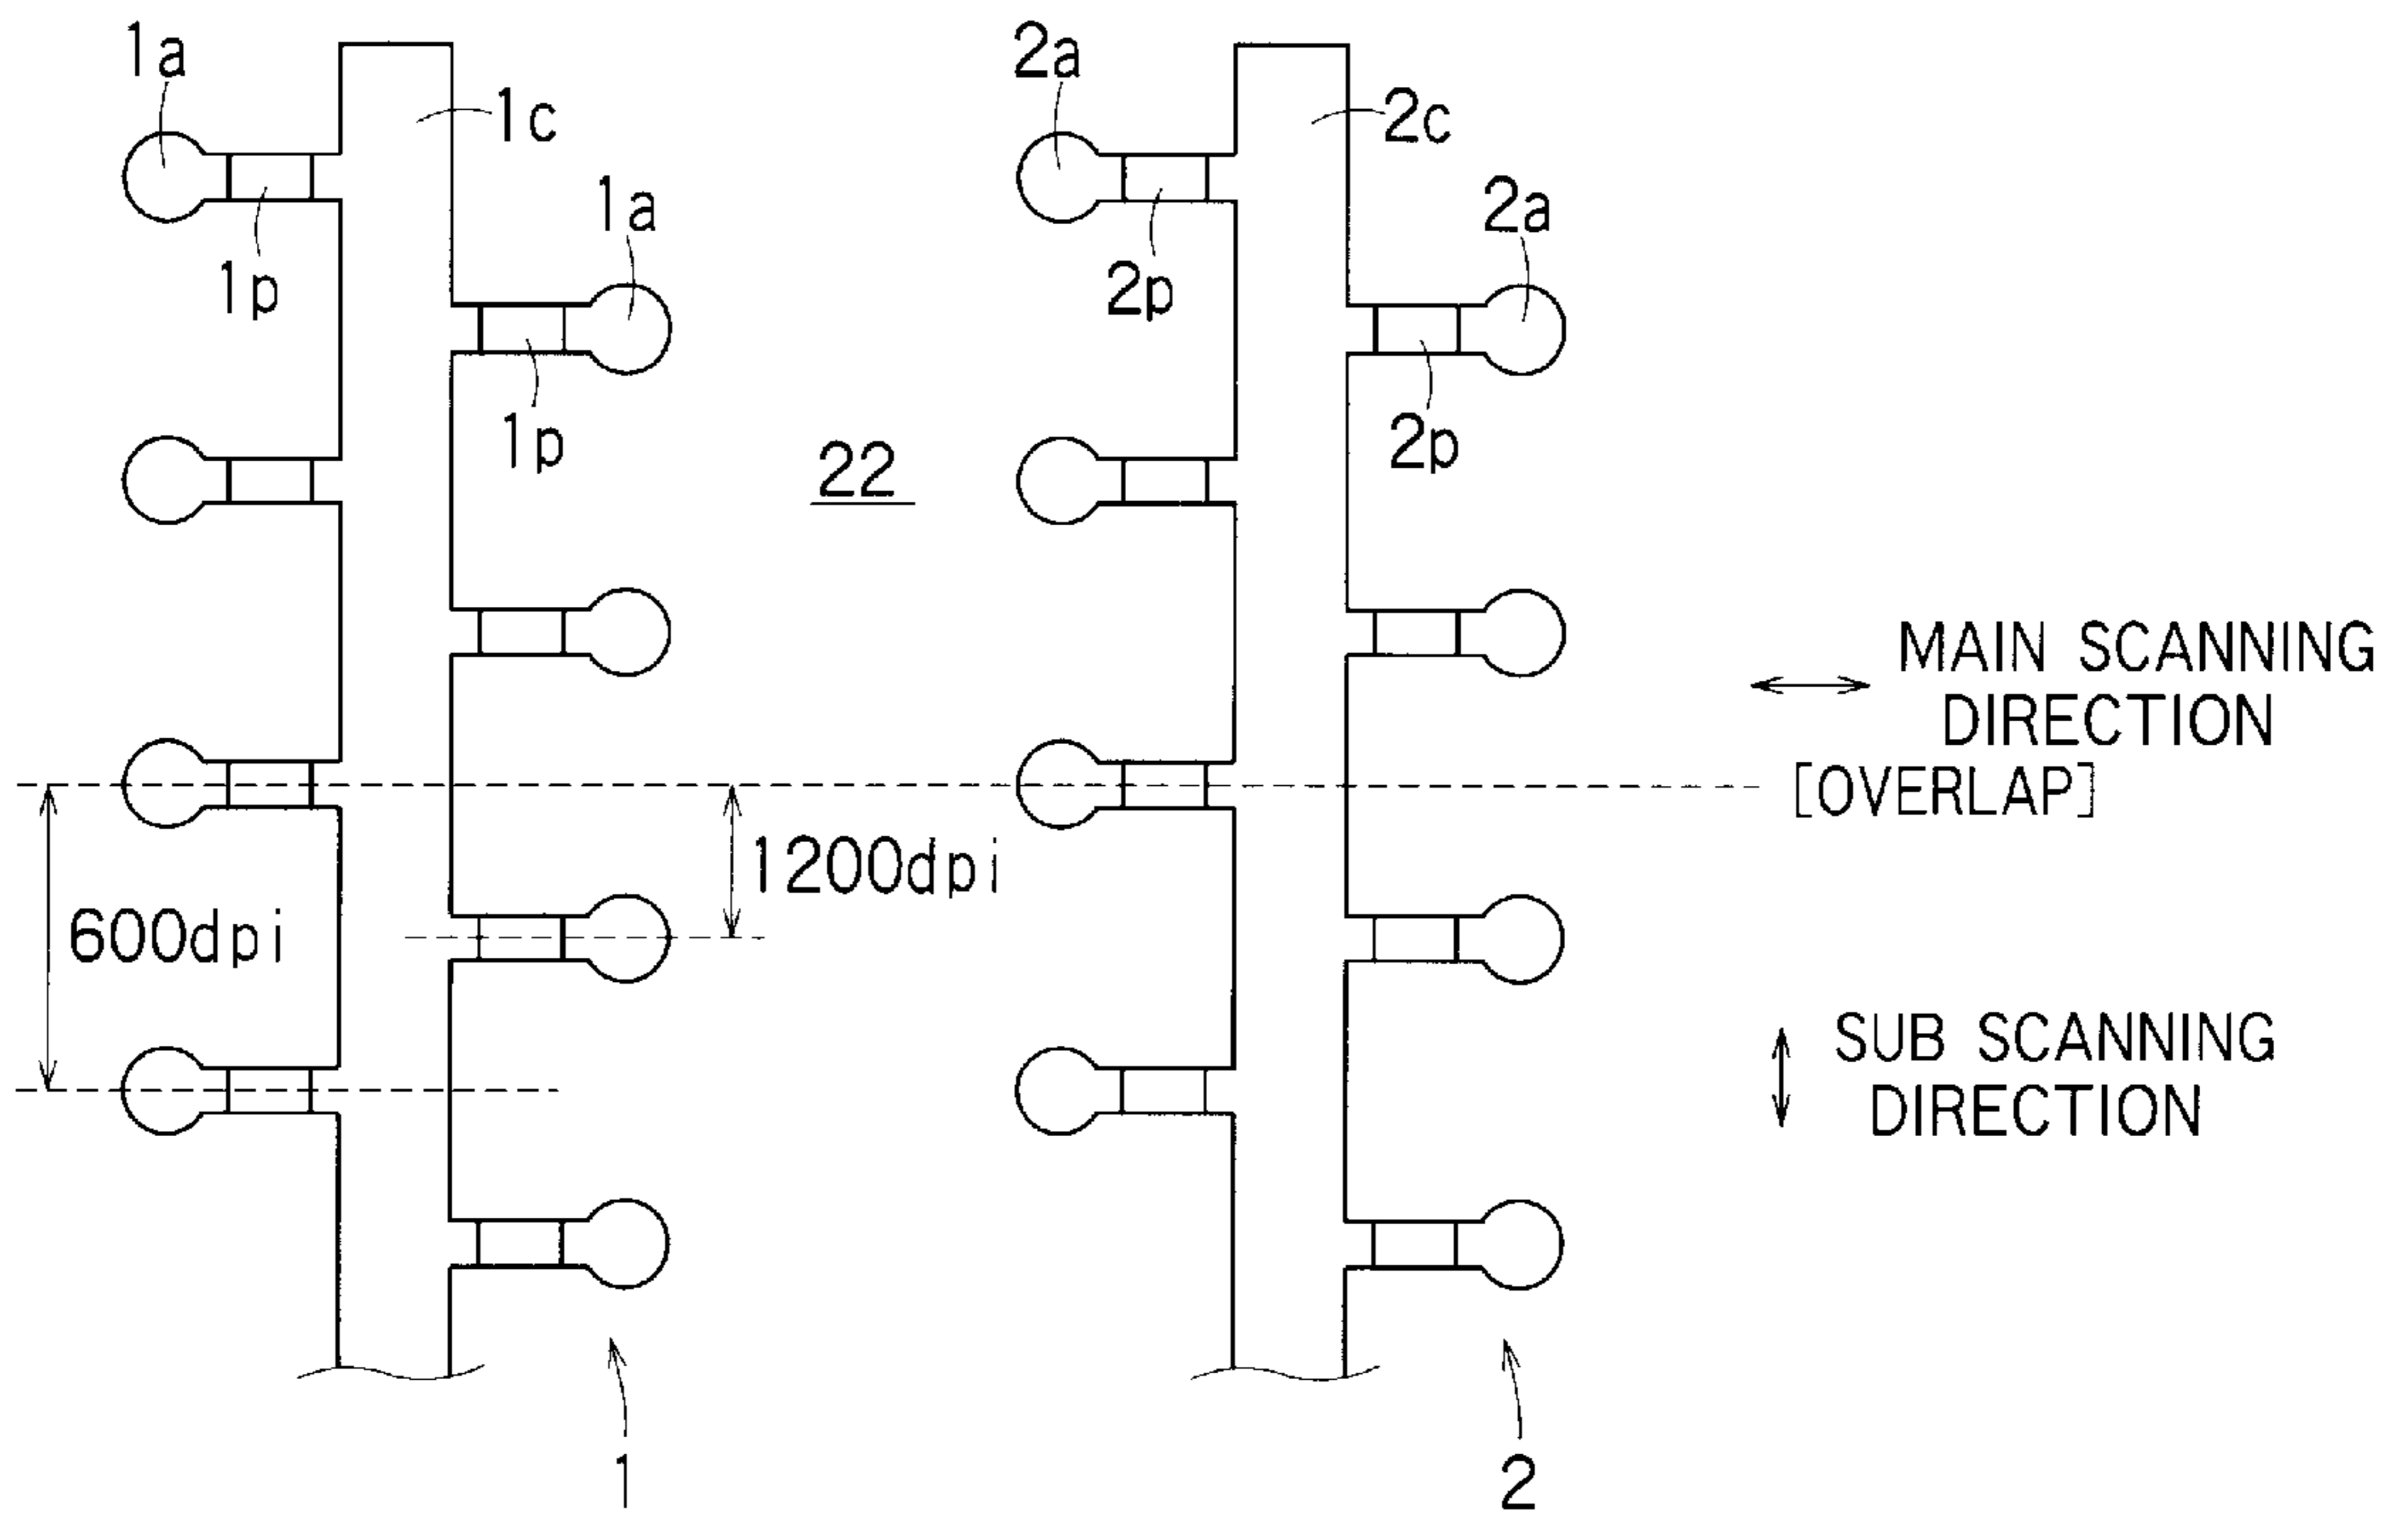 1a
2a
1c
2c
1a
2a
1p
2p
1p
2p
22
MAIN SCANNING
DIRECTION
[OVERLAP]
1200dpi
600dpi
SUB SCANNING
DIRECTION
1
2